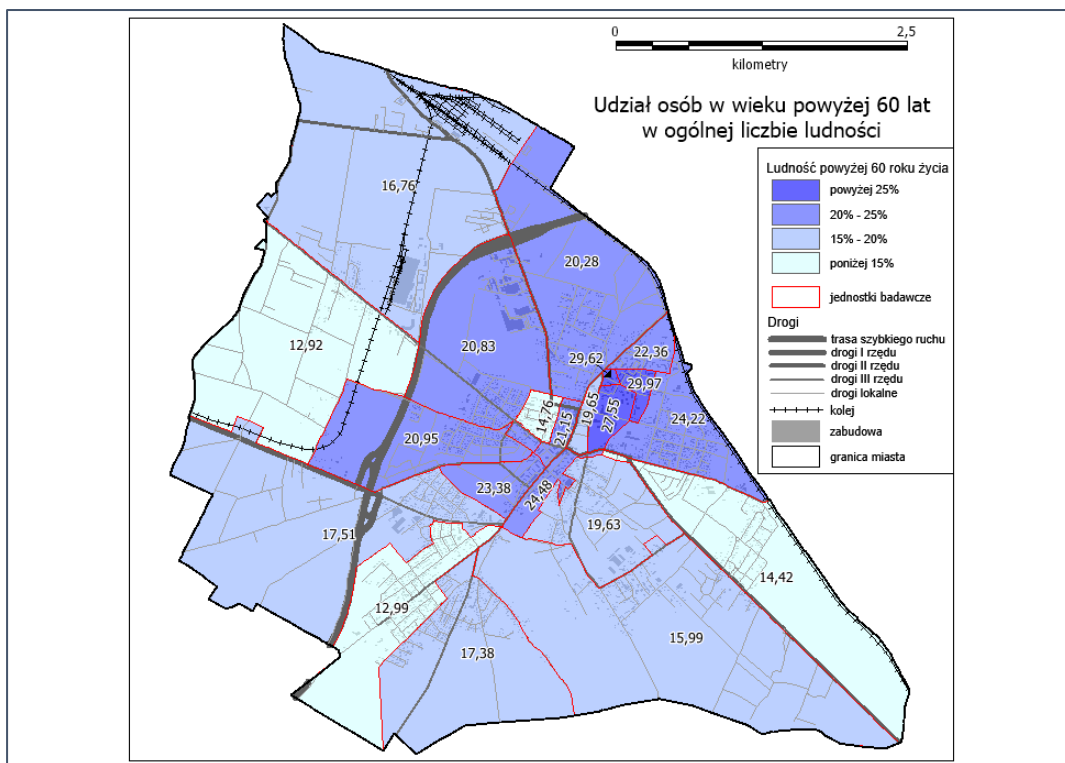 0 2,5
kilometry
Udział osób w wieku powyżej 60 lat
w ogólnej liczbie ludności
Ludność powyżej 60 roku życia
powyżej 25%
20% - 25%
15% - 20%
poniżej 15%
jednostki badawcze
Drogi
trasa szybkiego ruchu
drogi I rzędu
drogi II rzędu
drogi III rzędu
drogi lokalne
kolej
zabudowa
granica miasta
16,76
20,28
12,92
20,83
29,62
22,36
29,97
14,76
21,15
19,65
27,55
24,22
20,95
23,38
24,48
17,51
19,63
14,42
12,99
17,38
15,99